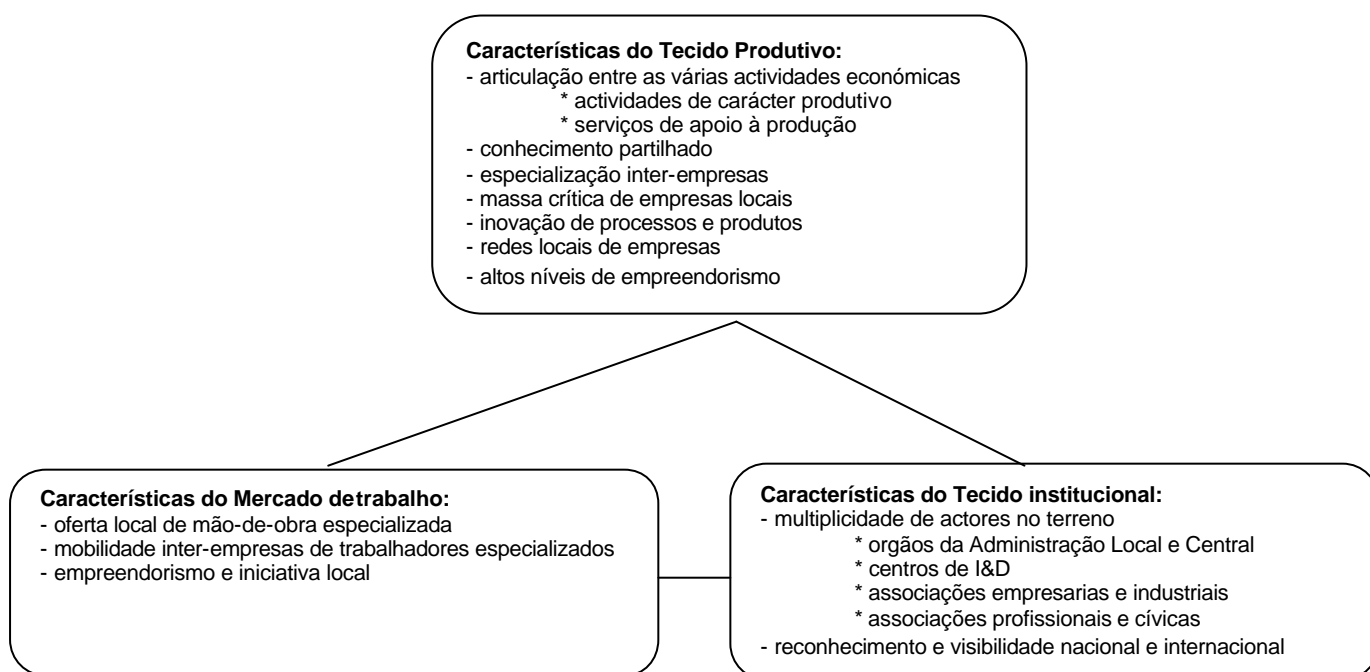 Características do Tecido Produtivo:
- articulação entre as várias actividades económicas
* actividades de carácter produtivo
* serviços de apoio à produção
- conhecimento partilhado
- especialização inter-empresas
- massa crítica de empresas locais
- inovação de processos e produtos
- redes locais de empresas
- altos níveis de empreendorismo
Características do Mercado detrabalho:
- oferta local de mão-de-obra especializada
- mobilidade inter-empresas de trabalhadores especializados
- empreendorismo e iniciativa local
Características do Tecido institucional:
- multiplicidade de actores no terreno
* orgãos da Administração Local e Central
* centros de I&D
* associações empresarias e industriais
* associações profissionais e cívicas
- reconhecimento e visibilidade nacional e internacional